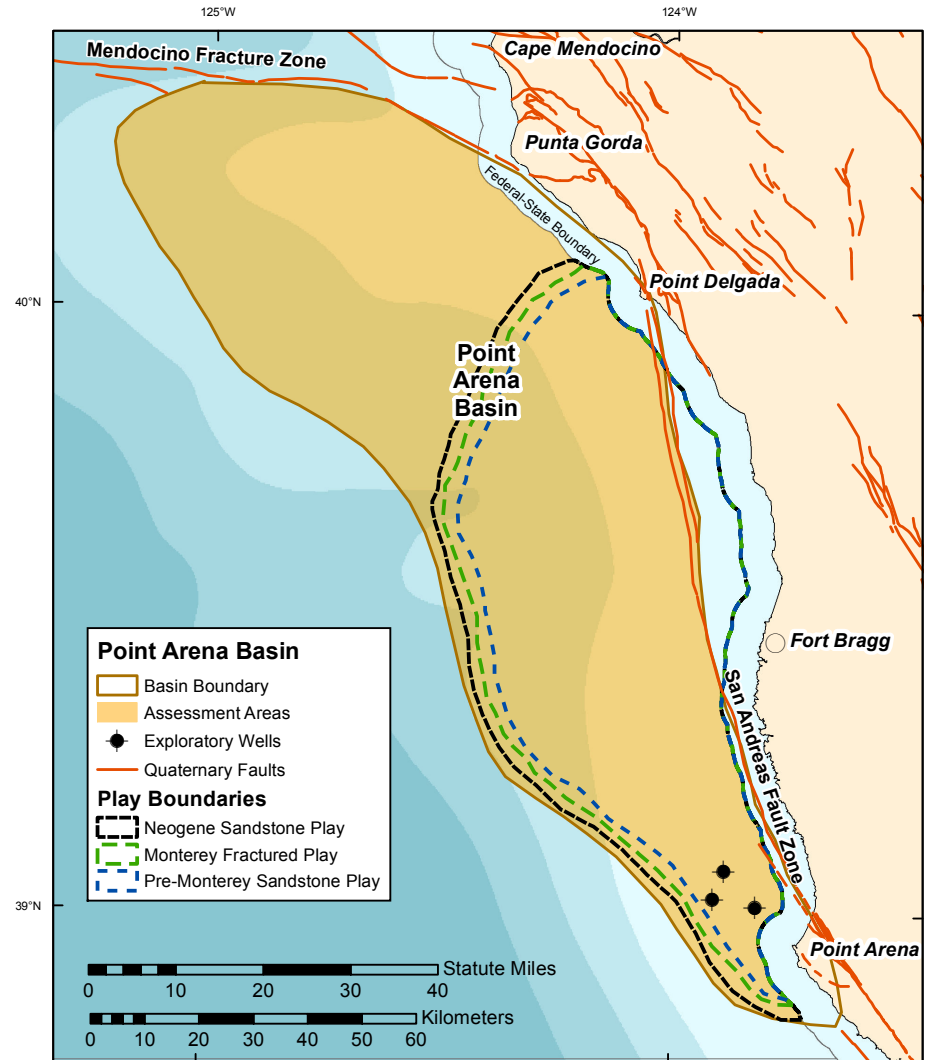 125°W
124°W
Mendocino Fracture Zone
Cape Mendocino
Punta Gorda
Federal-State Boundary
Point Delgada
40°N
Point
Arena
Basin
Fort Bragg
San Andreas Fault Zone
Point Arena Basin
Basin Boundary
Assessment Areas
Exploratory Wells
Quaternary Faults
Play Boundaries
Neogene Sandstone Play
Monterey Fractured Play
Pre-Monterey Sandstone Play
39°N
Point Arena
Statute Miles
0 10 20 30 40
Kilometers
0 10 20 30 40 50 60